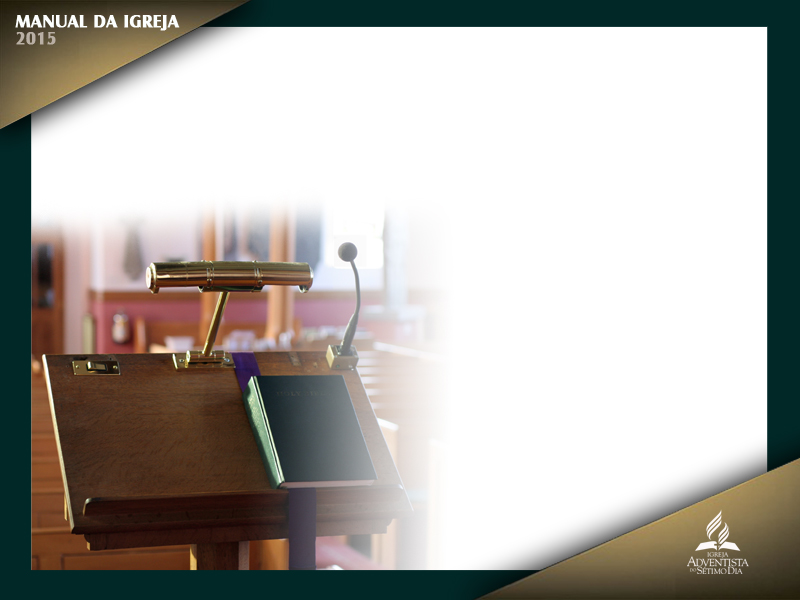 MANUAL DA IGREJA
2015
IGREJA
ADVENTISTA
DO SÉTIMO DIA